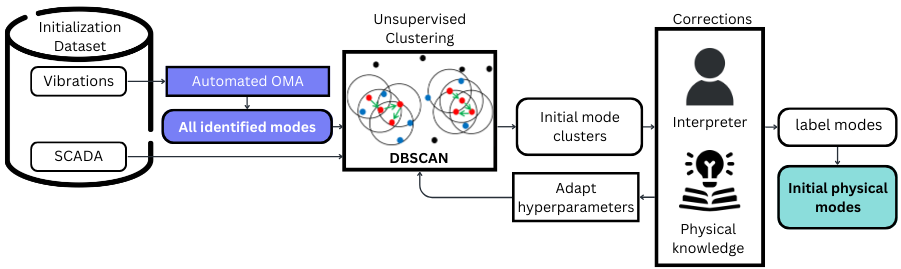 Initialization
Dataset
Vibrations
SCADA
Automated OMA
All identified modes
Unsupervised
Clustering
DBSCAN
Initial mode
clusters
Adapt
hyperparameters
Corrections
Interpreter
Physical
knowledge
label modes
Initial physical
modes